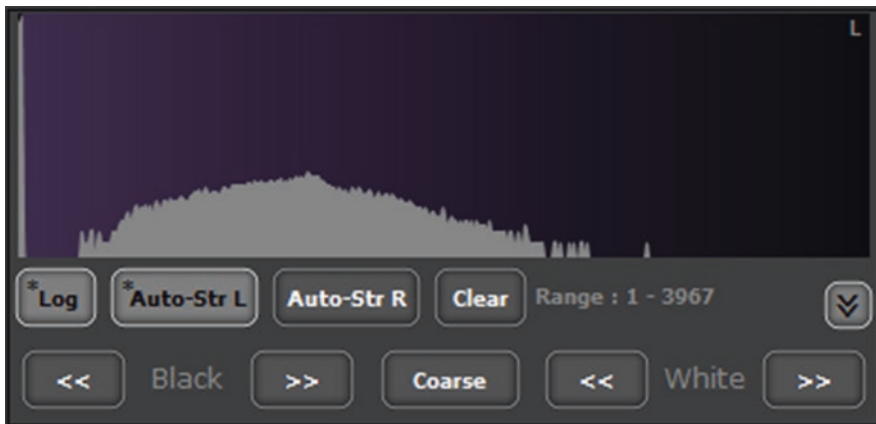 L
*Log *Auto-Str L Auto-Str R Clear Range : 1 - 3967
<< Black >> Coarse << White >>